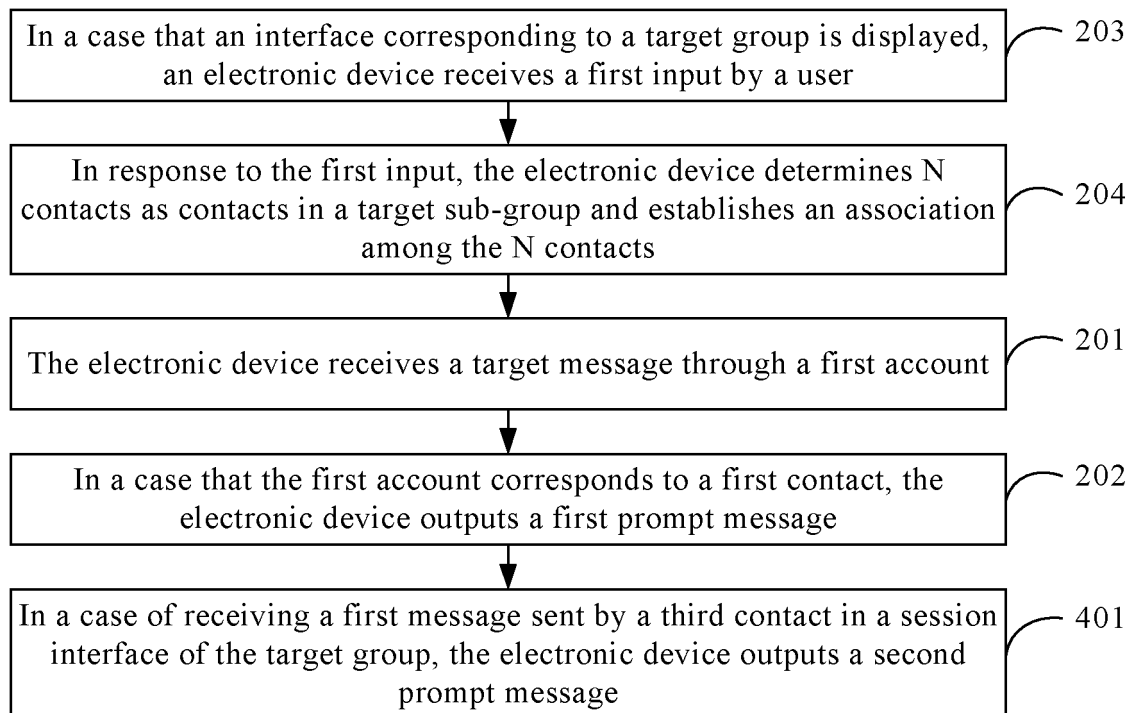 In a case that an interface corresponding to a target group is displayed,
an electronic device receives a first input by a user
203
In response to the first input, the electronic device determines N
contacts as contacts in a target sub-group and establishes an association
among the N contacts
204
The electronic device receives a target message through a first account
201
In a case that the first account corresponds to a first contact, the
electronic device outputs a first prompt message
202
In a case of receiving a first message sent by a third contact in a session
interface of the target group, the electronic device outputs a second
prompt message
401